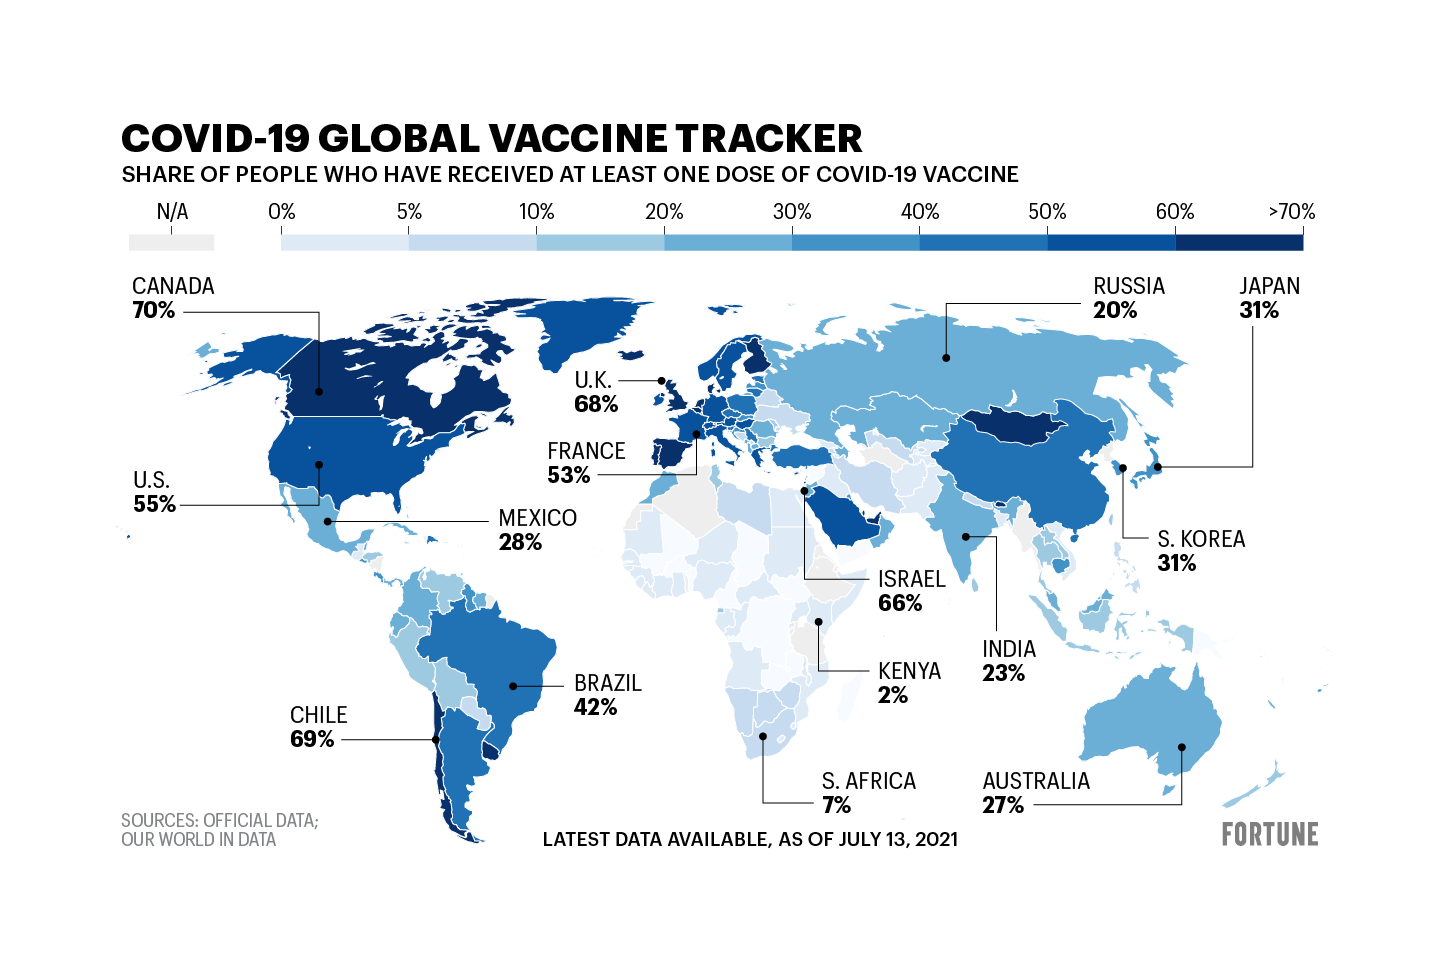 COVID-19 GLOBAL VACCINE TRACKER
SHARE OF PEOPLE WHO HAVE RECEIVED AT LEAST ONE DOSE OF COVID-19 VACCINE
N/A 0% 5% 10% 20% 30% 40% 50% 60% >70%
CANADA
70%
RUSSIA
20%
JAPAN
31%
U.K.
68%
FRANCE
53%
U.S.
55%
MEXICO
28%
S. KOREA
31%
ISRAEL
66%
INDIA
23%
KENYA
2%
BRAZIL
42%
CHILE
69%
S. AFRICA
7%
AUSTRALIA
27%
SOURCES: OFFICIAL DATA;
OUR WORLD IN DATA
LATEST DATA AVAILABLE, AS OF JULY 13, 2021
FORTUNE